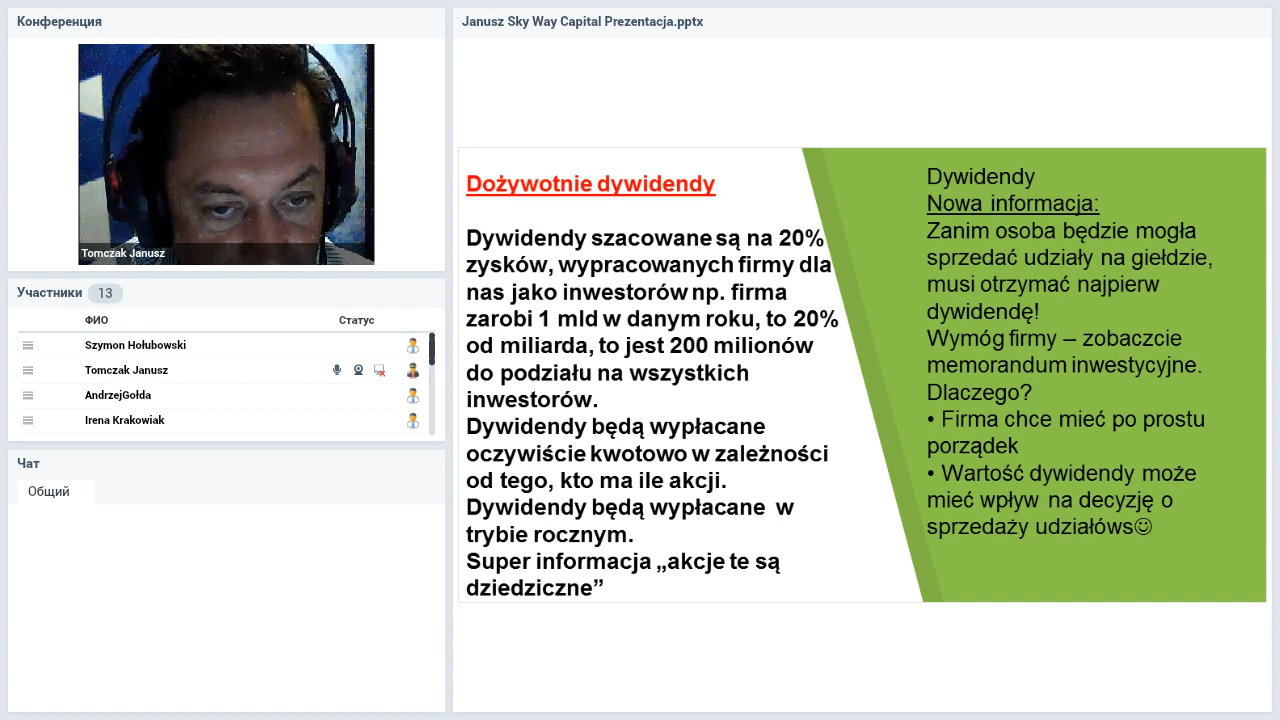 Конференция
Tomczak Janusz
Участники 13
ФИО Статус
Szymon Hołubowski
Tomczak Janusz
AndrzejGołda
Irena Krakowiak
Чат
Общий
Janusz Sky Way Capital Prezentacja.pptx
Dożywotnie dywidendy
Dywidendy szacowane są na 20%
zysków, wypracowanych firmy dla
nas jako inwestorów np. firma
zarobi 1 mld w danym roku, to 20%
od miliarda, to jest 200 milionów
do podziału na wszystkich
inwestorów.
Dywidendy będą wypłacane
oczywiście kwotowo w zależności
od tego, kto ma ile akcji.
Dywidendy będą wypłacane w
trybie rocznym.
Super informacja „akcje te są
dziedziczne”
Dywidendy
Nowa informacja:
Zanim osoba będzie mogła
sprzedać udziały na giełdzie,
musi otrzymać najpierw
dywidendę!
Wymóg firmy – zobaczcie
memorandum inwestycyjne.
Dlaczego?
• Firma chce mieć po prostu
porządek
• Wartość dywidendy może
mieć wpływ na decyzję o
sprzedaży udziałóws☺